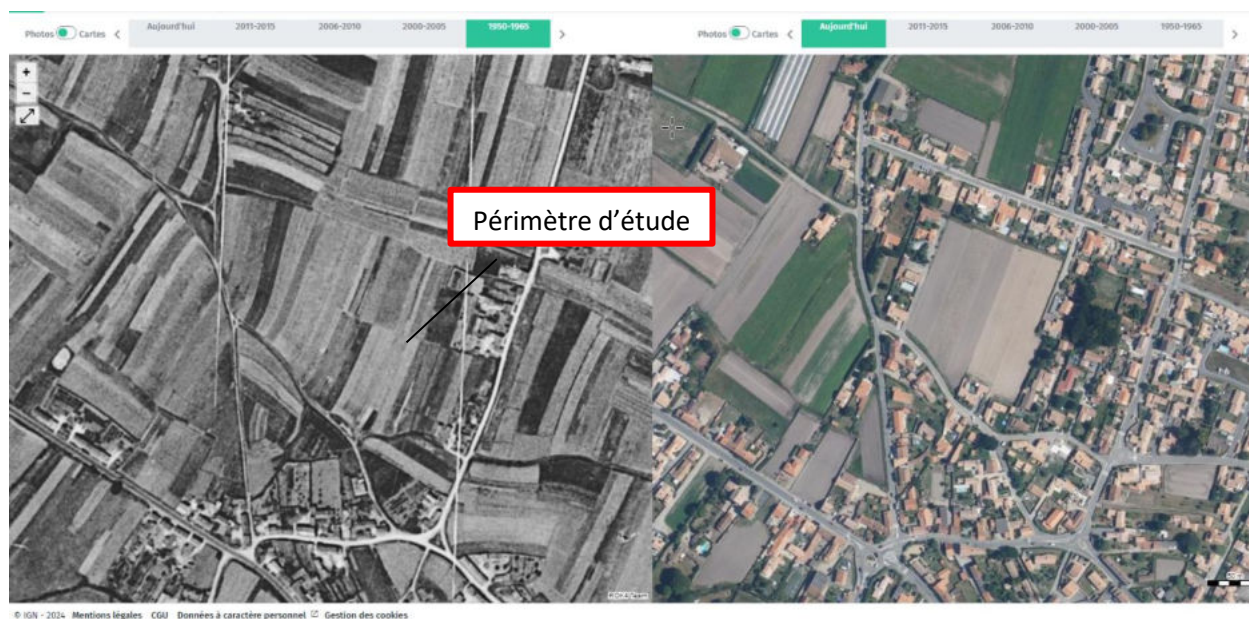 Photos Cartes Aujourd'hui 2011-2015 2006-2010 2000-2005 1950-1965
Photos Cartes Aujourd'hui 2011-2015 2006-2010 2000-2005 1950-1965
+
−
Périmètre d'étude
© IGN - 2024 Mentions légales CGU Données à caractère personnel Gestion des cookies